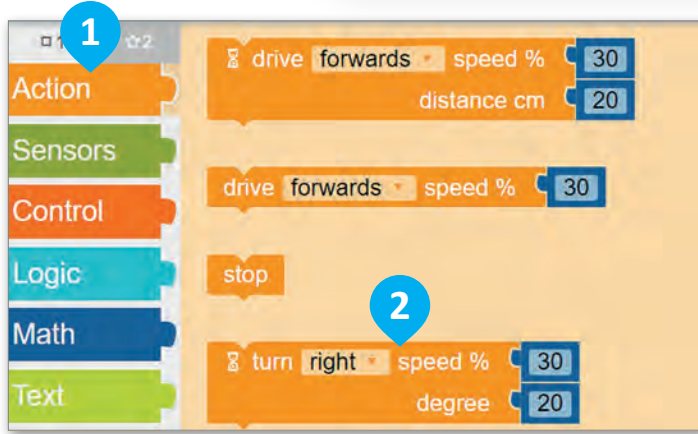 1
☆2
Action
Sensors
Control
Logic
Math
Text
drive forwards speed % 30
distance cm 20
drive forwards speed % 30
stop
2
turn right speed % 30
degree 20